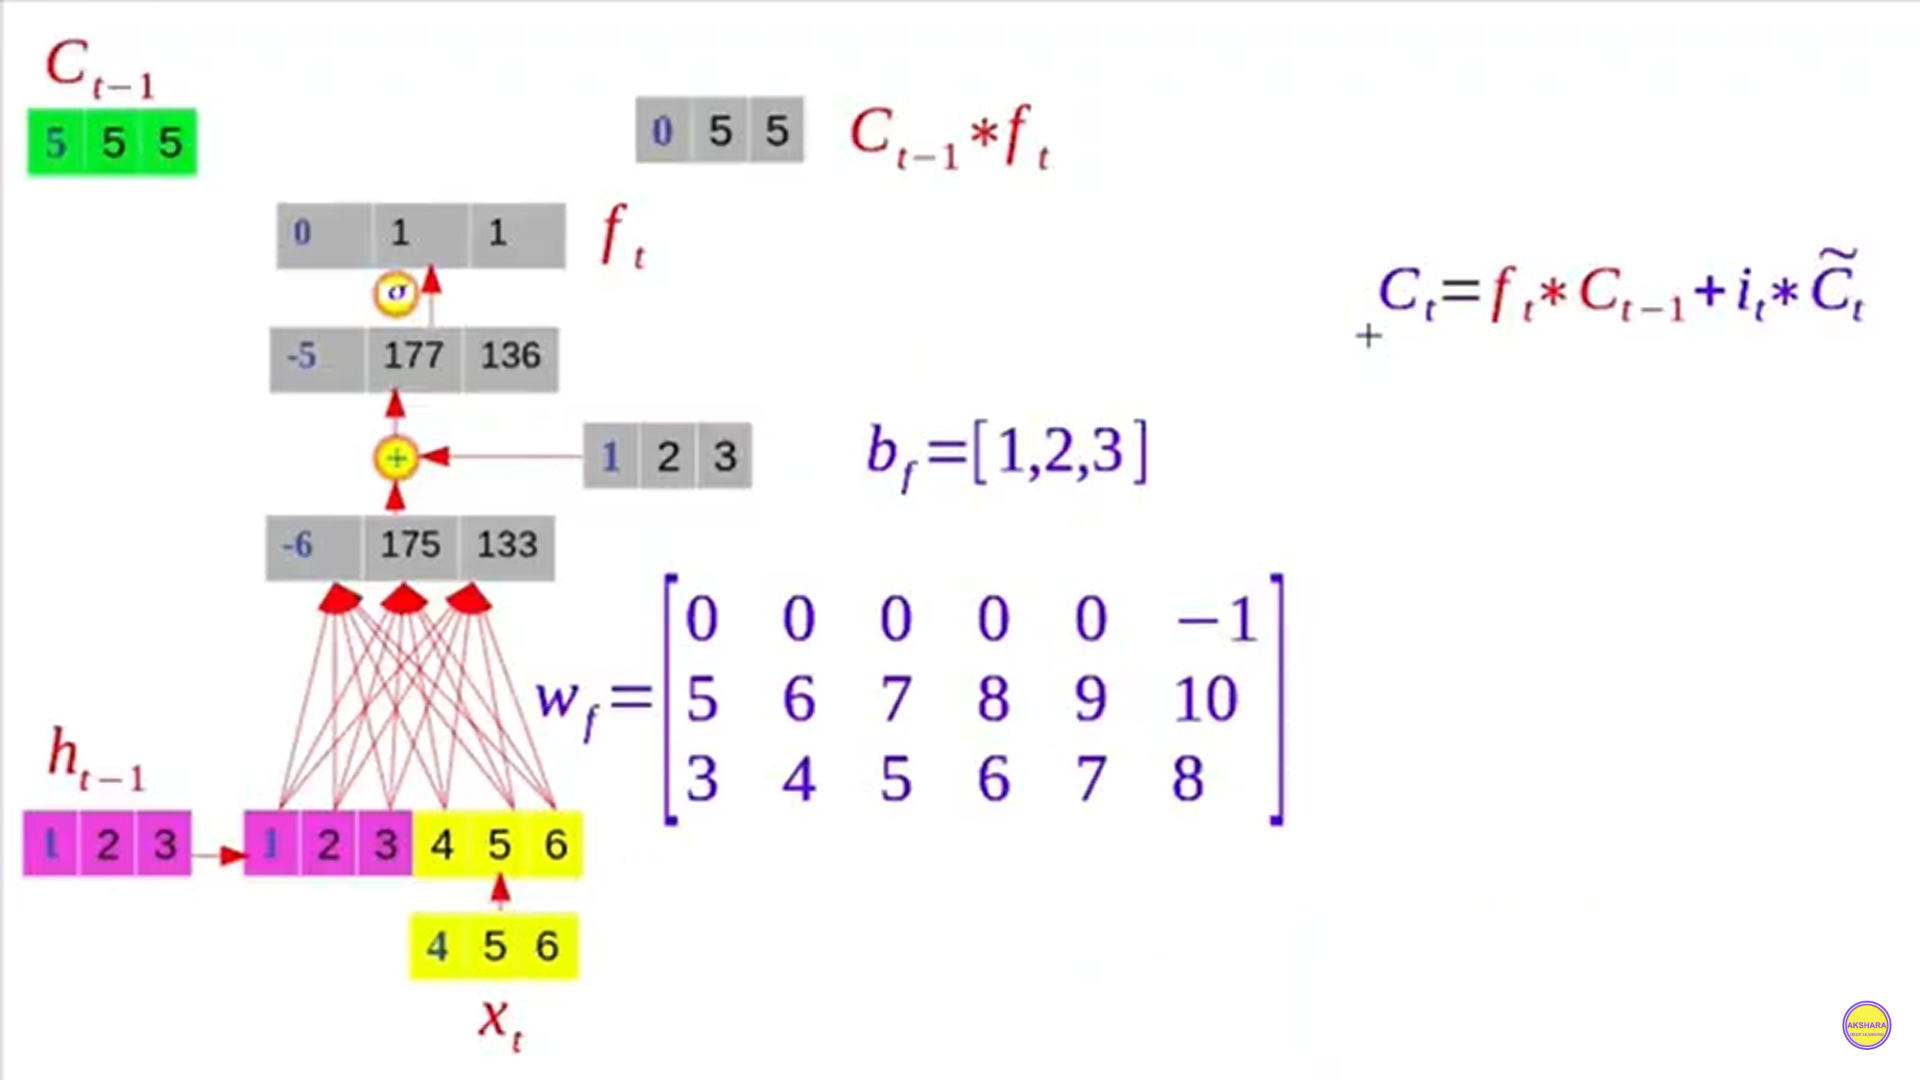 C_{t-1}
5 5 5
0 5 5 C_{t-1}*f_t
0 1 1 f_t
σ
C_t=f_t*C_{t-1}+i_t*C̃_t
-5 177 136
+
1 2 3
b_f=[1,2,3]
-6 175 133
w_f=
0 0 0 0 0 −1
5 6 7 8 9 10
3 4 5 6 7 8
h_{t-1}
1 2 3
1 2 3 4 5 6
4 5 6
x_t
AKSHARA